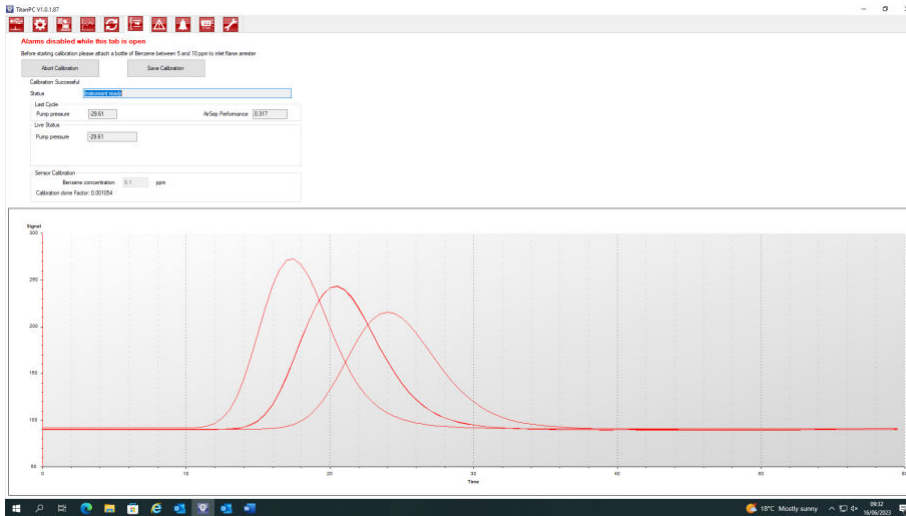 TitanPC V1.0.1.87
Alarms disabled while this tab is open
Before starting calibration please attach a bottle of Benzene between 5 and 10 ppm to inlet flame arrester
Abort Calibration Save Calibration
Calibration Successful
Status Instrument ready
Last Cycle
Pump pressure -29.61 AirSep Performance 0.317
Live Status
Pump pressure -29.61
Sensor Calibration
Benzene concentration 5.1 ppm
Calibration done Factor: 0.001054
Signal
300
250
200
150
100
50
0 10 20 30 40 50 60
Time
18°C Mostly sunny 09:32
16/06/2023